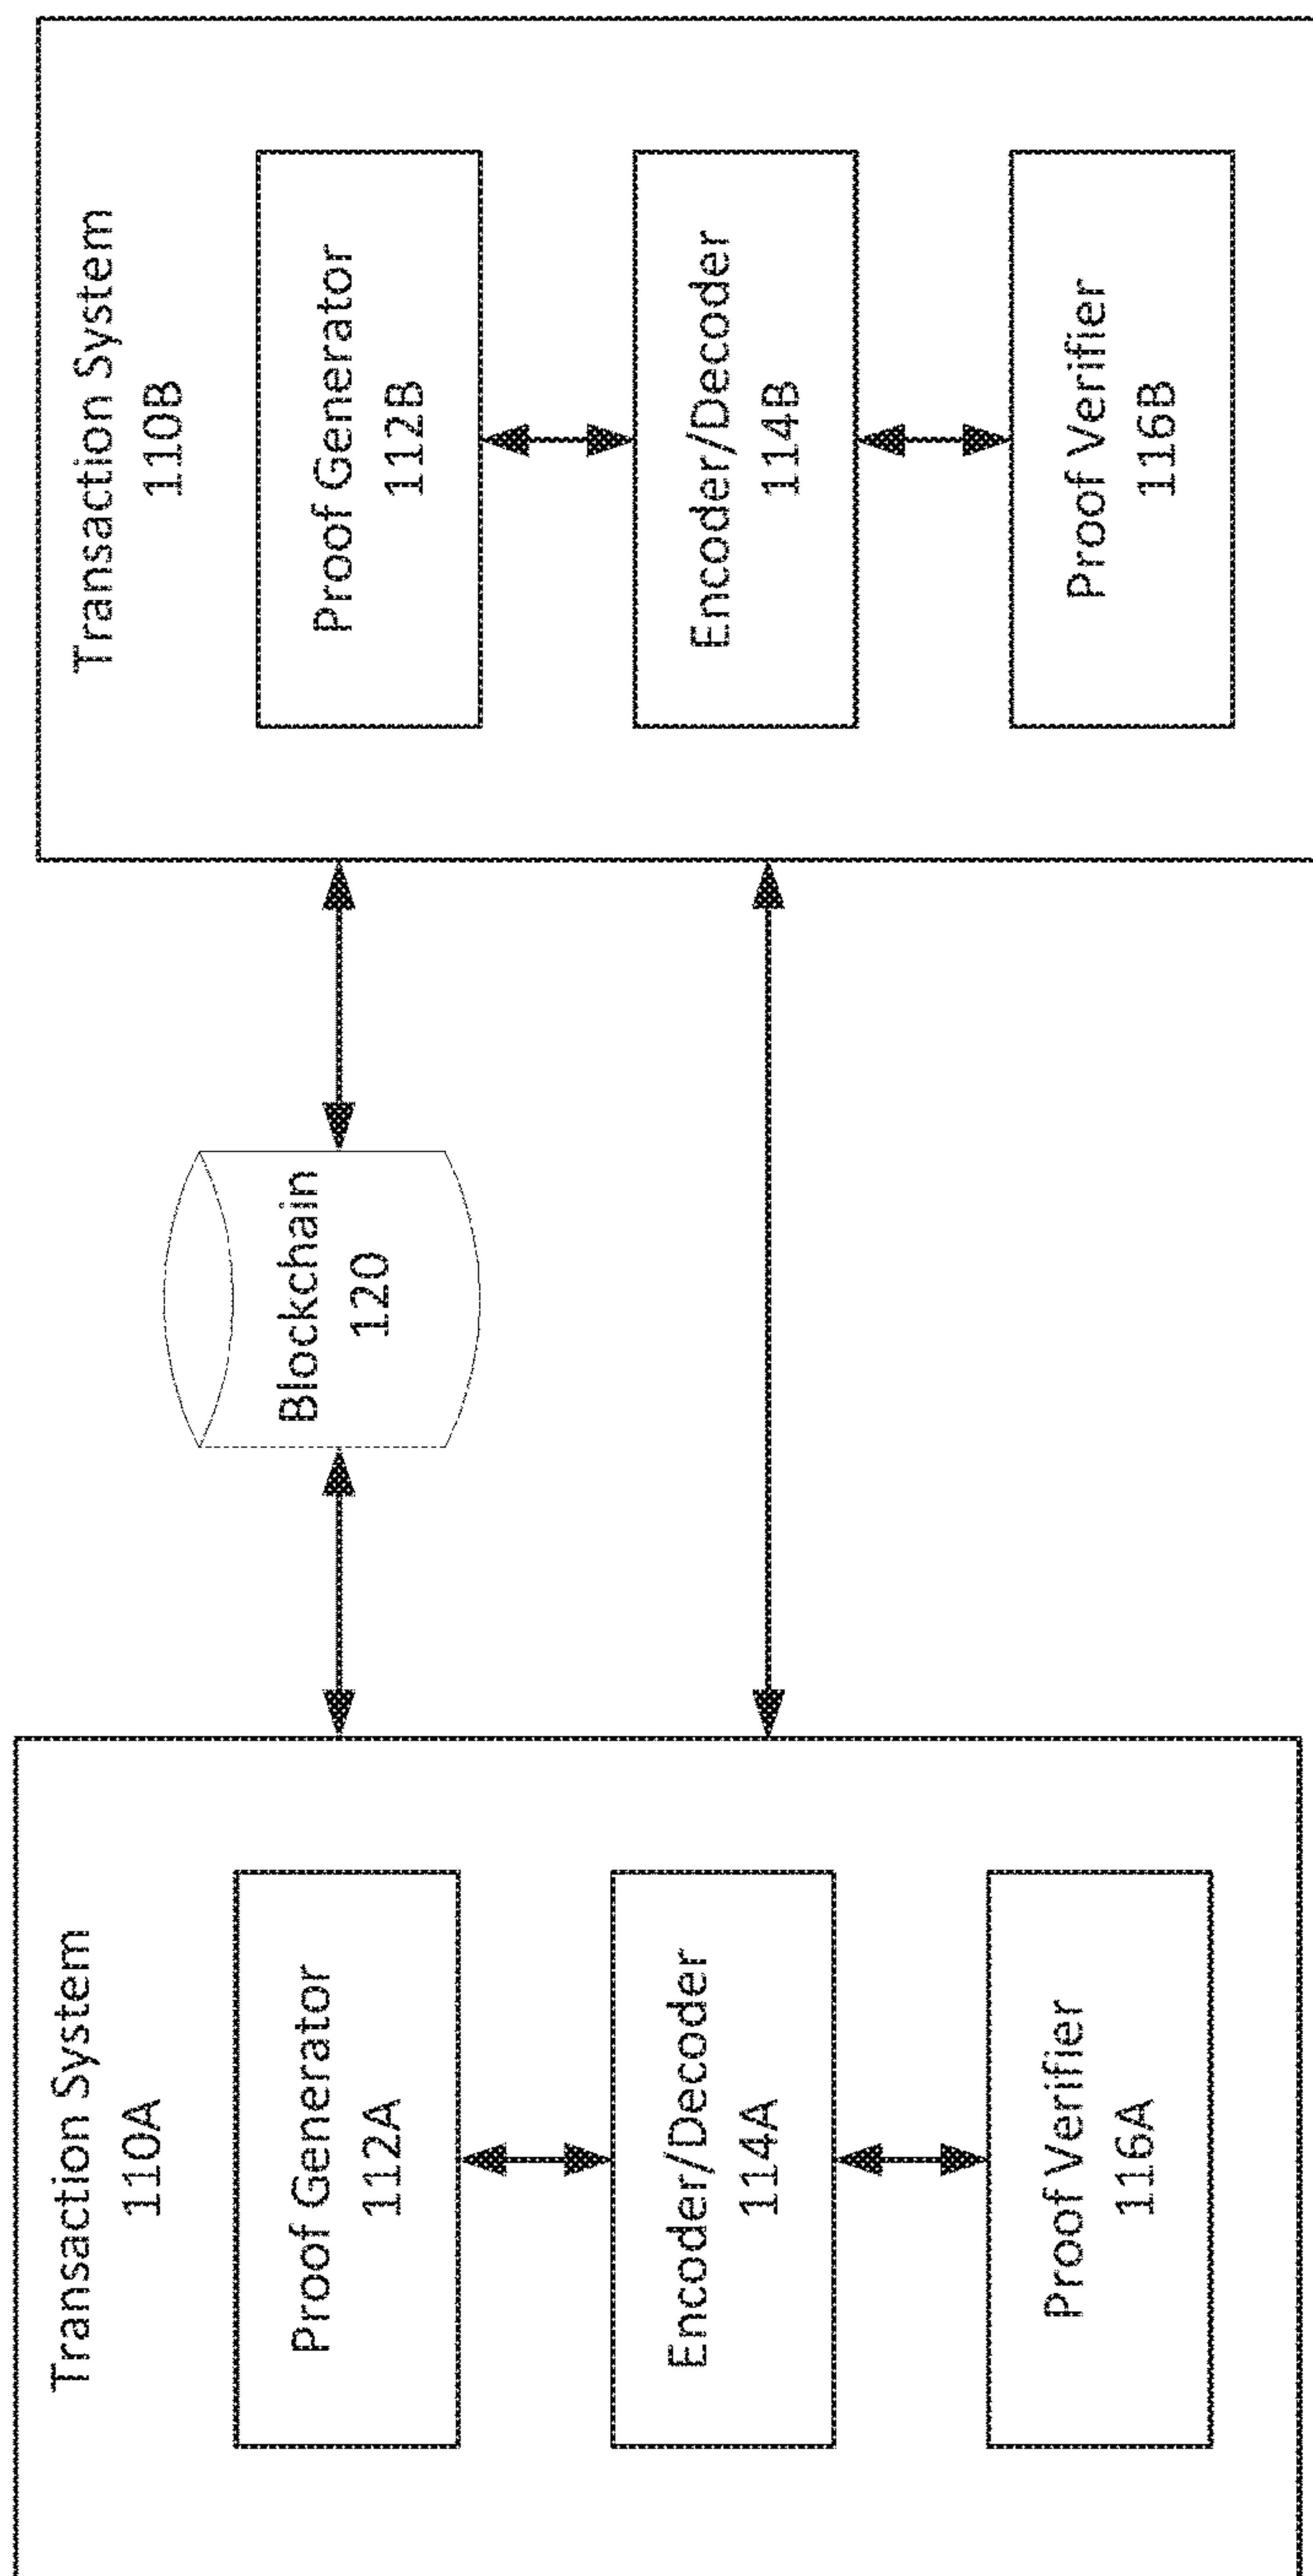 Transaction System
110A
Proof Generator
112A
Encoder/Decoder
114A
Proof Verifier
116A
Blockchain
120
Transaction System
110B
Proof Generator
112B
Encoder/Decoder
114B
Proof Verifier
116B